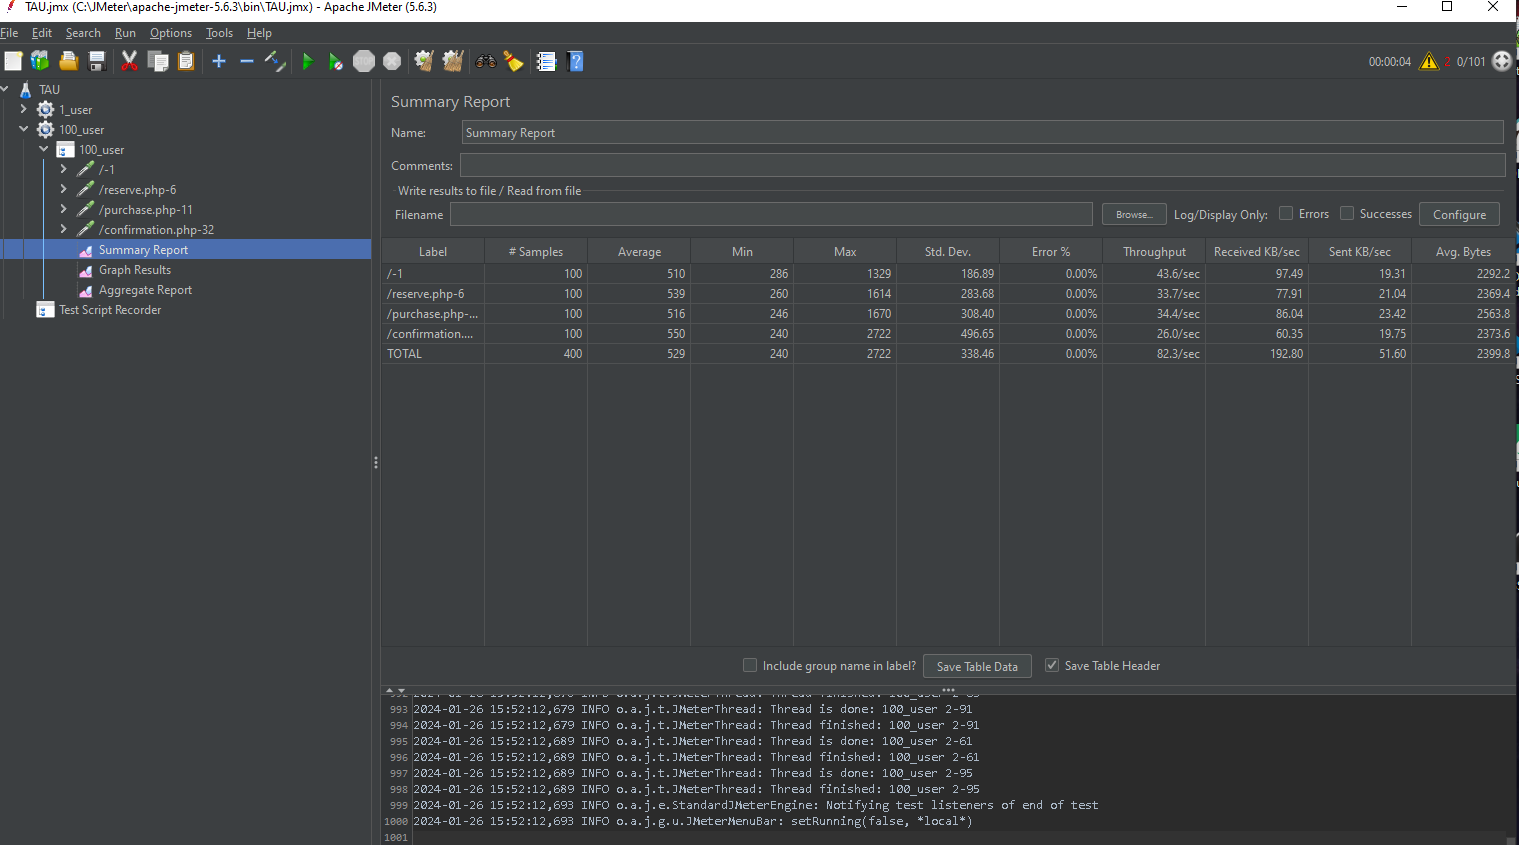 TAU.jmx (C:\JMeter\apache-jmeter-5.6.3\bin\TAU.jmx) - Apache JMeter (5.6.3)
File Edit Search Run Options Tools Help
00:00:04 2 0/101
TAU
1_user
100_user
100_user
/-1
/reserve.php-6
/purchase.php-11
/confirmation.php-32
Summary Report
Graph Results
Aggregate Report
Test Script Recorder
Summary Report
Name: Summary Report
Comments:
Write results to file / Read from file
Filename Browse... Log/Display Only: Errors Successes Configure
Label # Samples Average Min Max Std. Dev. Error % Throughput Received KB/sec Sent KB/sec Avg. Bytes
/-1 100 510 286 1329 186.89 0.00% 43.6/sec 97.49 19.31 2292.2
/reserve.php-6 100 539 260 1614 283.68 0.00% 33.7/sec 77.91 21.04 2369.4
/purchase.php-... 100 516 246 1670 308.40 0.00% 34.4/sec 86.04 23.42 2563.8
/confirmation.... 100 550 240 2722 496.65 0.00% 26.0/sec 60.35 19.75 2373.6
TOTAL 400 529 240 2722 338.46 0.00% 82.3/sec 192.80 51.60 2399.8
Include group name in label? Save Table Data Save Table Header
993 2024-01-26 15:52:12,679 INFO o.a.j.t.JMeterThread: Thread is done: 100_user 2-91
994 2024-01-26 15:52:12,679 INFO o.a.j.t.JMeterThread: Thread finished: 100_user 2-91
995 2024-01-26 15:52:12,689 INFO o.a.j.t.JMeterThread: Thread is done: 100_user 2-61
996 2024-01-26 15:52:12,689 INFO o.a.j.t.JMeterThread: Thread finished: 100_user 2-61
997 2024-01-26 15:52:12,689 INFO o.a.j.t.JMeterThread: Thread is done: 100_user 2-95
998 2024-01-26 15:52:12,689 INFO o.a.j.t.JMeterThread: Thread finished: 100_user 2-95
999 2024-01-26 15:52:12,693 INFO o.a.j.e.StandardJMeterEngine: Notifying test listeners of end of test
1000 2024-01-26 15:52:12,693 INFO o.a.j.g.u.JMeterMenuBar: setRunning(false, *local*)
1001